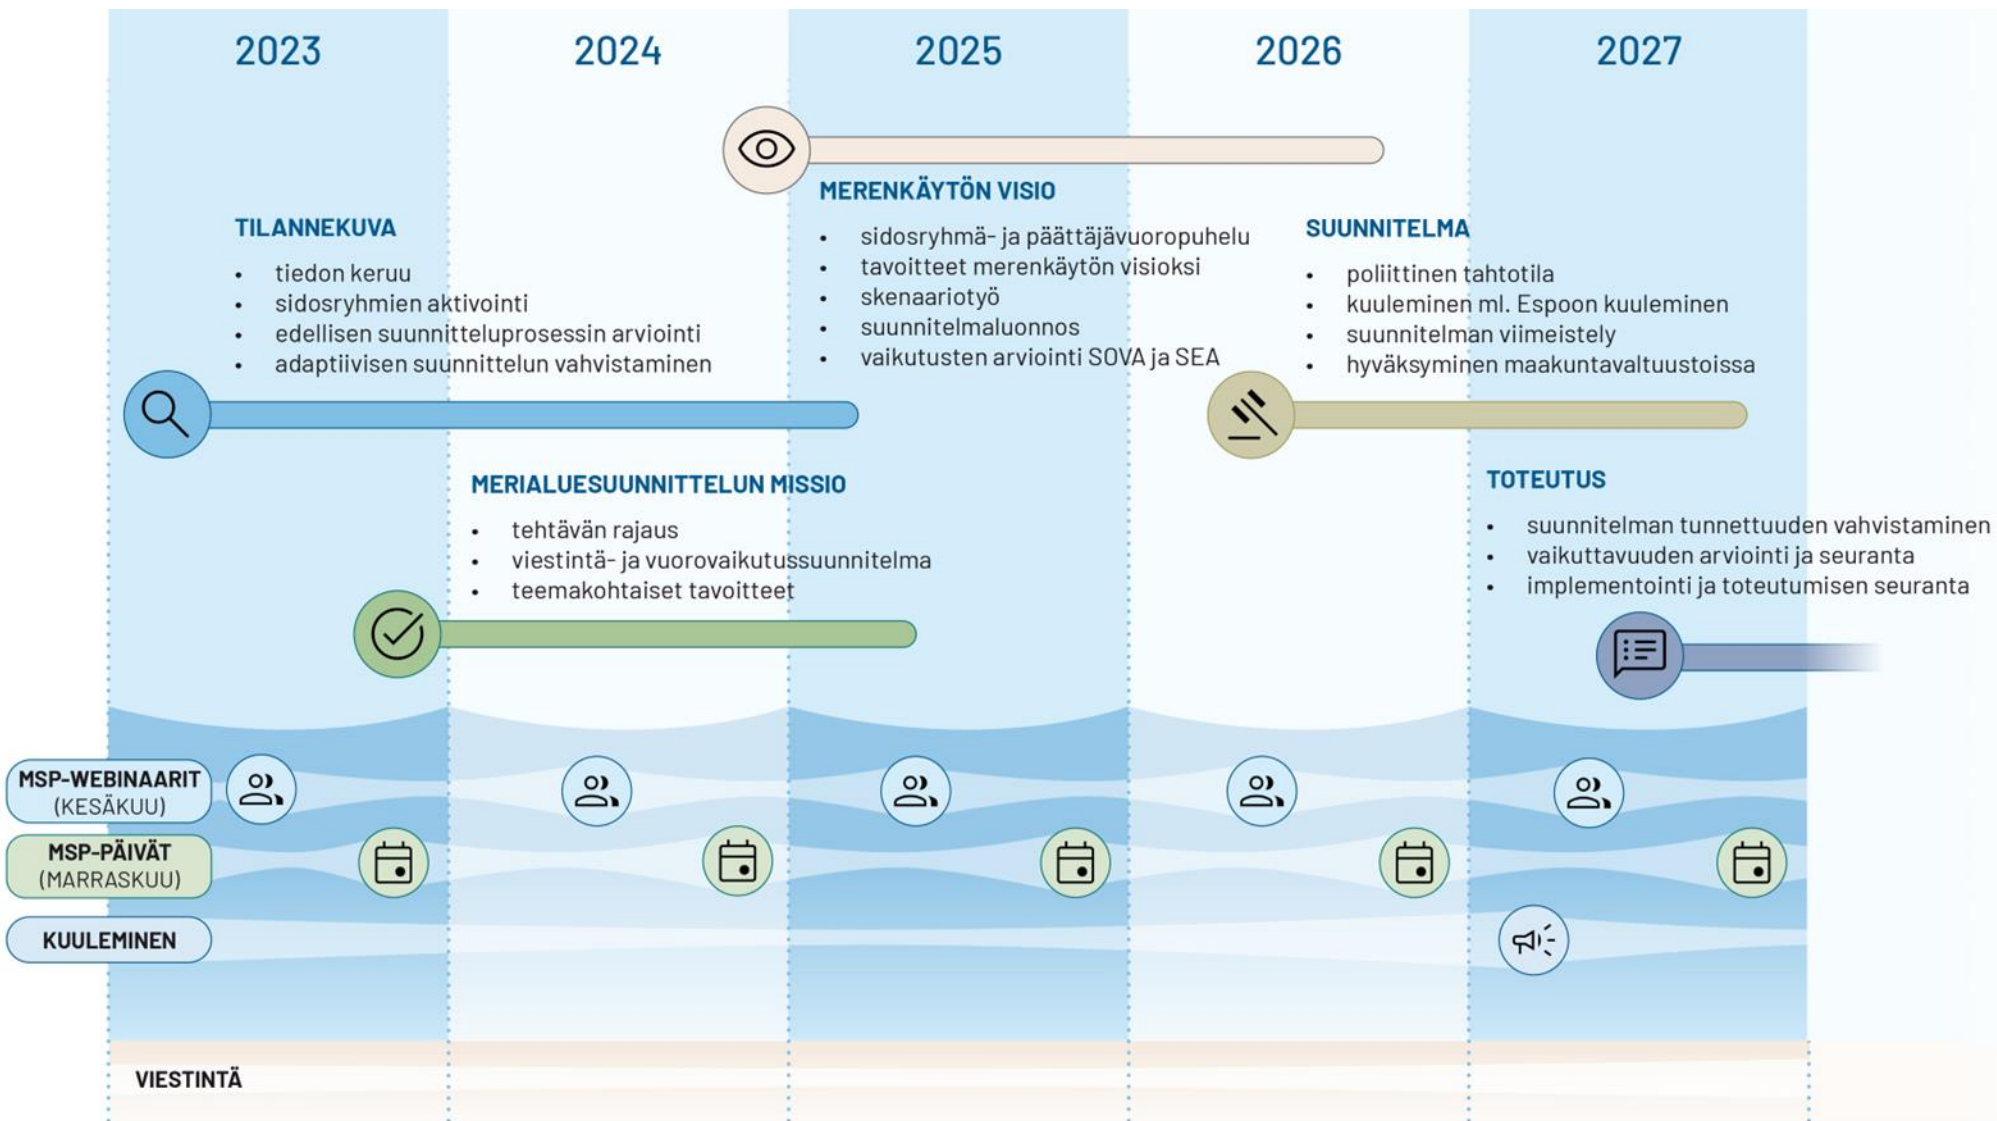 2023
2024
2025
2026
2027
MERENKÄYTÖN VISIO
• sidosryhmä- ja päättäjävuoropuhelu
• tavoitteet merenkäytön visioksi
• skenaariotyö
• suunnitelmaluonnos
• vaikutusten arviointi SOVA ja SEA
TILANNEKUVA
• tiedon keruu
• sidosryhmien aktivointi
• edellisen suunnitteluprosessin arviointi
• adaptiivisen suunnittelun vahvistaminen
SUUNNITELMA
• poliittinen tahtotila
• kuuleminen ml. Espoon kuuleminen
• suunnitelman viimeistely
• hyväksyminen maakuntavaltuustoissa
MERIALUESUUNNITTELUN MISSIO
• tehtävän rajaus
• viestintä- ja vuorovaikutussuunnitelma
• teemakohtaiset tavoitteet
TOTEUTUS
• suunnitelman tunnettuuden vahvistaminen
• vaikuttavuuden arviointi ja seuranta
• implementointi ja toteutumisen seuranta
MSP-WEBINAARIT
(KESÄKUU)
MSP-PÄIVÄT
(MARRASKUU)
KUULEMINEN
VIESTINTÄ